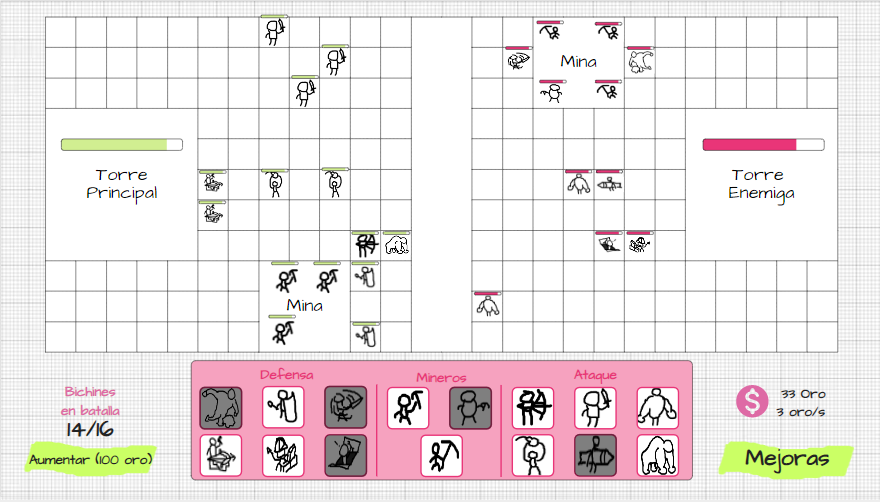 Mina
Torre
Principal
Torre
Enemiga
Mina
Defensa
Mineros
Ataque
Bichines
en batalla
14/16
Aumentar (100 oro)
$
33 Oro
3 oro/s
Mejoras